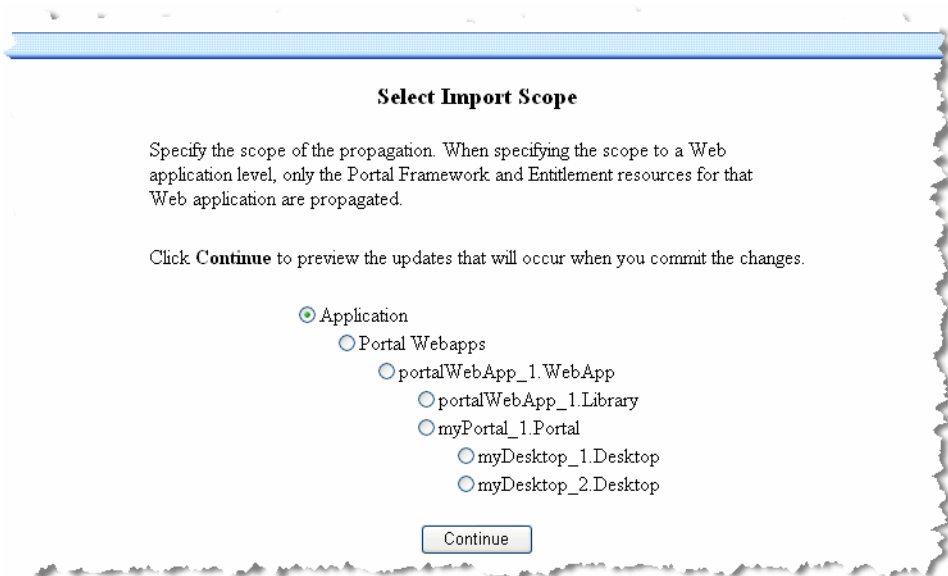 Select Import Scope
Specify the scope of the propagation. When specifying the scope to a Web
application level, only the Portal Framework and Entitlement resources for that
Web application are propagated.
Click Continue to preview the updates that will occur when you commit the changes.
Application
Portal Webapps
portalWebApp_1.WebApp
portalWebApp_1.Library
myPortal_1.Portal
myDesktop_1.Desktop
myDesktop_2.Desktop
Continue